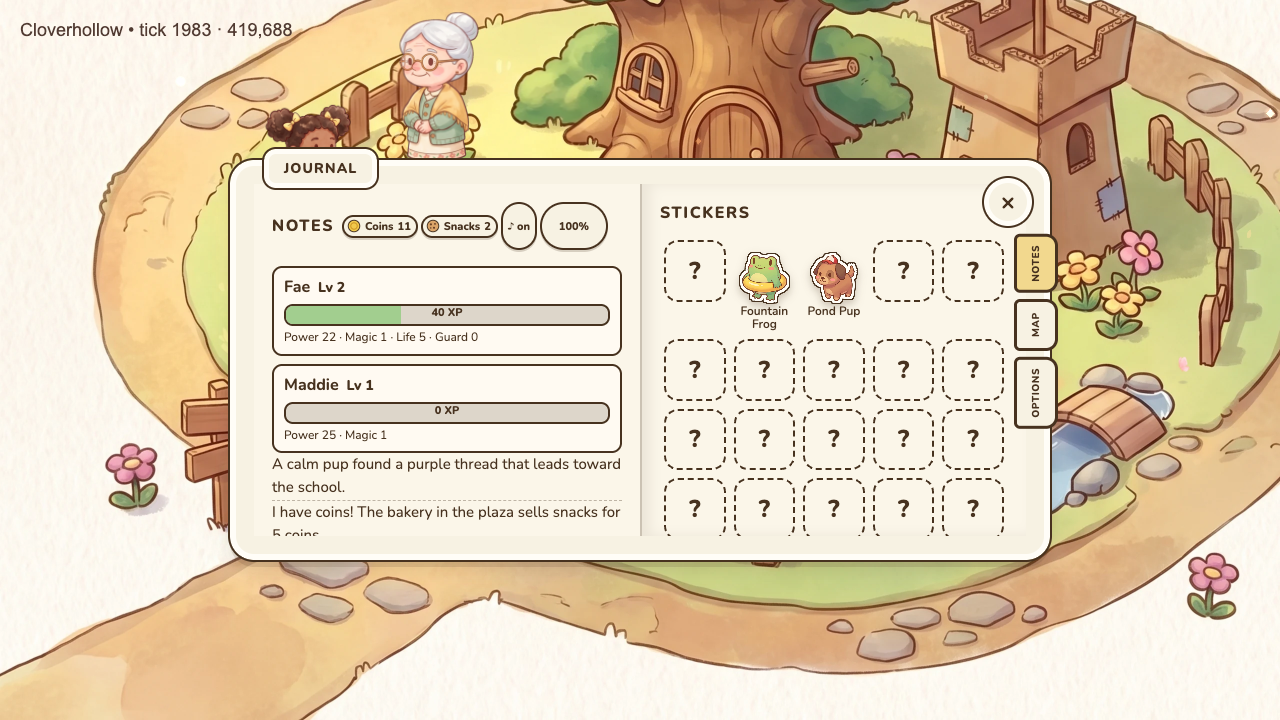 Cloverhollow • tick 1983 · 419,688
JOURNAL
NOTES
Coins 11
Snacks 2
♪ on
100%
Fae Lv 2
40 XP
Power 22 · Magic 1 · Life 5 · Guard 0
Maddie Lv 1
0 XP
Power 25 · Magic 1
A calm pup found a purple thread that leads toward
the school.
I have coins! The bakery in the plaza sells snacks for
5 coins
STICKERS
×
? ? ?
Fountain
Frog
Pond Pup
? ? ? ? ?
? ? ? ? ?
? ? ? ? ?
NOTES
MAP
OPTIONS